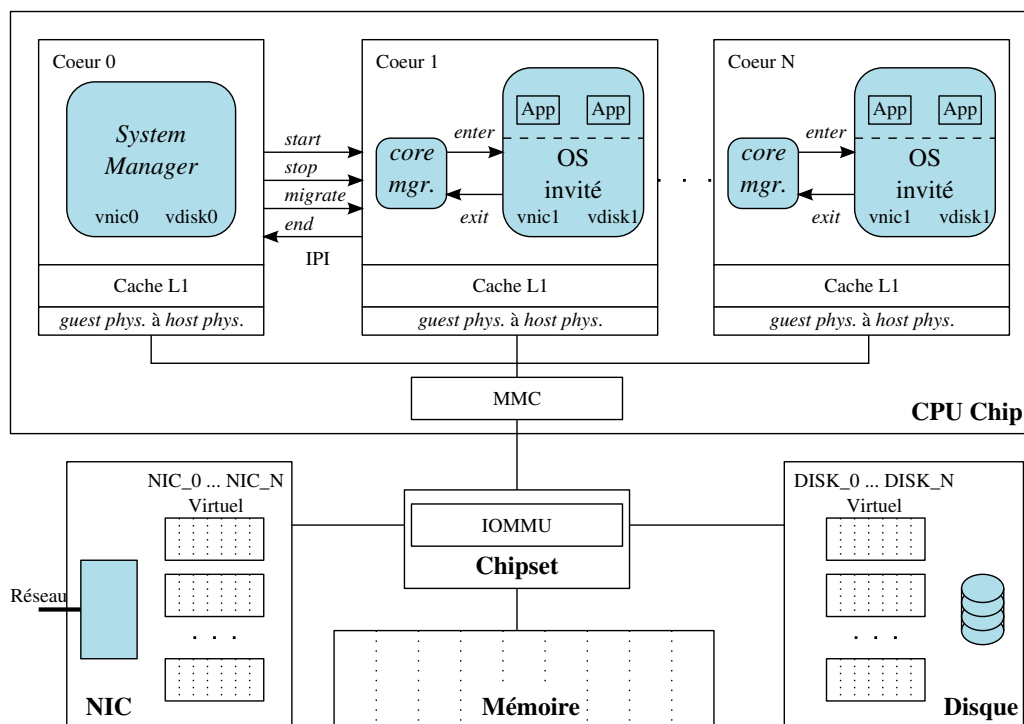 Coeur 0
System
Manager
vnic0 vdisk0
start
stop
migrate
end
IPI
Coeur 1
core
mgr.
enter
exit
App App
OS
invité
vnic1 vdisk1
. . .
Coeur N
core
mgr.
enter
exit
App App
OS
invité
vnic1 vdisk1
Cache L1
Cache L1
Cache L1
guest phys. à host phys.
guest phys. à host phys.
guest phys. à host phys.
MMC
CPU Chip
NIC_0 ... NIC_N
Virtuel
Réseau
. . .
NIC
IOMMU
Chipset
Mémoire
DISK_0 ... DISK_N
Virtuel
. . .
Disque